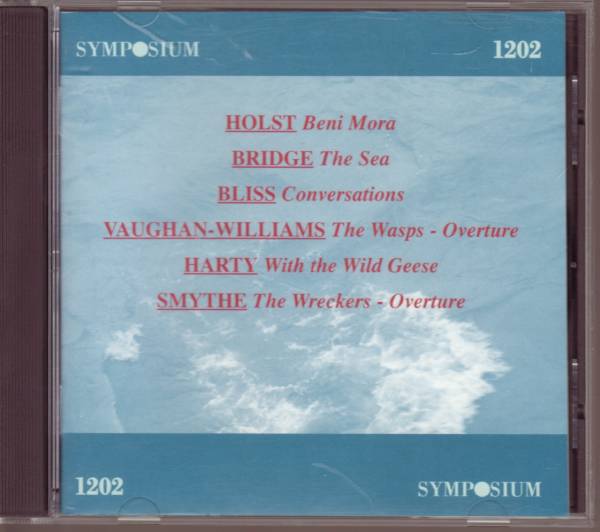 SYMPOSIUM 1202
HOLST Beni Mora
BRIDGE The Sea
BLISS Conversations
VAUGHAN-WILLIAMS The Wasps - Overture
HARTY With the Wild Geese
SMYTHE The Wreckers - Overture
1202 SYMPOSIUM